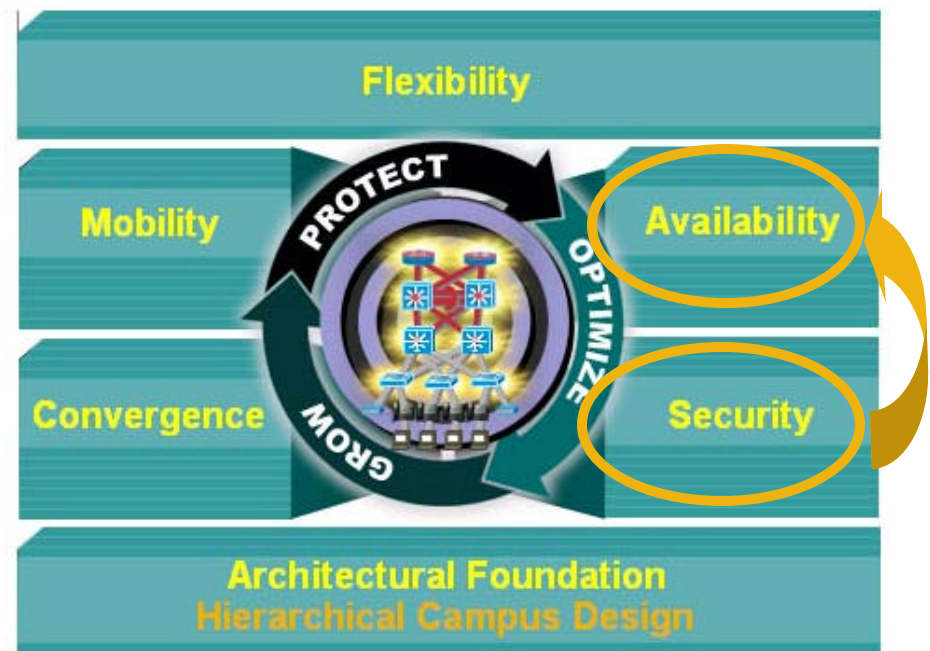 Flexibility
PROTECT
Mobility
Availability
OPTIMIZE
Convergence
Security
GROW
Architectural Foundation
Hierarchical Campus Design